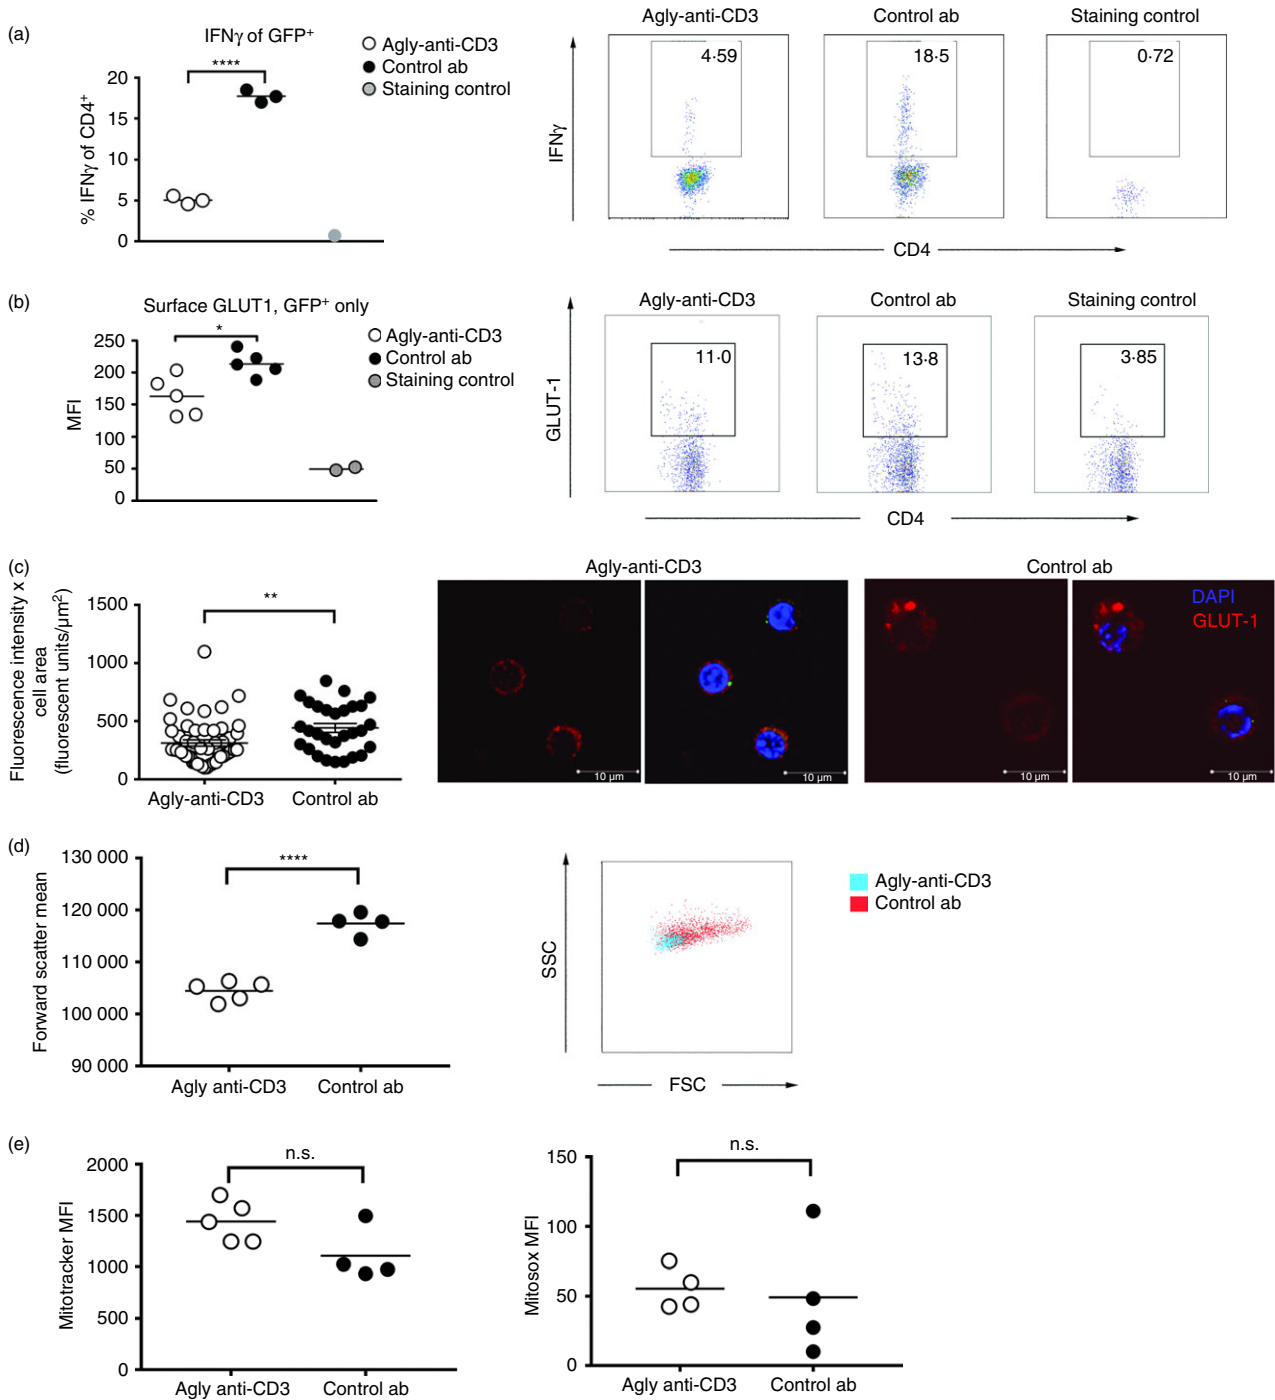 (a)
IFNγ of GFP⁺
****
Agly-anti-CD3
Control ab
Staining control
% IFNγ of CD4⁺
20
15
10
5
0
Agly-anti-CD3
Control ab
Staining control
4·59
18·5
0·72
IFNγ
CD4
(b)
Surface GLUT1, GFP⁺ only
*
Agly-anti-CD3
Control ab
Staining control
MFI
250
200
150
100
50
0
Agly-anti-CD3
Control ab
Staining control
11·0
13·8
3·85
GLUT-1
CD4
(c)
Fluorescence intensity x
cell area
(fluorescent units/μm²)
1500
1000
500
0
**
Agly-anti-CD3
Control ab
Agly-anti-CD3
Control ab
DAPI
GLUT-1
10 μm
10 μm
10 μm
10 μm
(d)
Forward scatter mean
130 000
120 000
110 000
100 000
90 000
****
Agly anti-CD3
Control ab
SSC
FSC
Agly-anti-CD3
Control ab
(e)
Mitotracker MFI
2000
1500
1000
500
0
n.s.
Agly anti-CD3
Control ab
Mitosox MFI
150
100
50
0
n.s.
Agly anti-CD3
Control ab